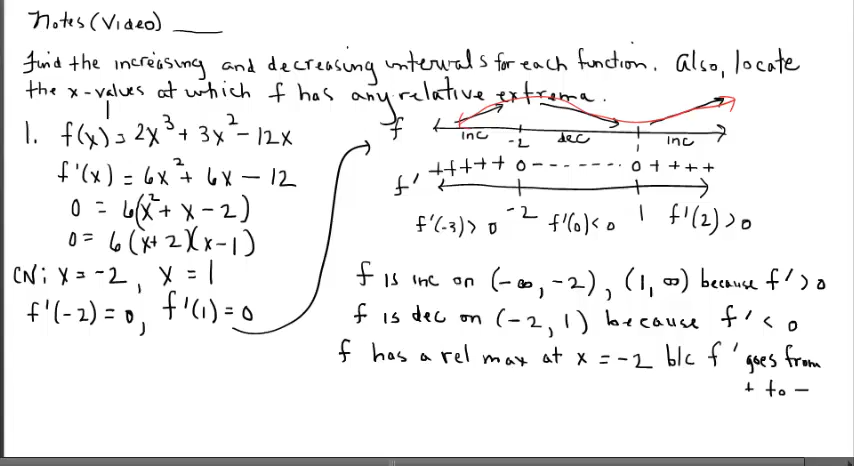 Notes (Video) ____
Find the increasing and decreasing intervals for each function. Also, locate
the x-values at which f has any relative extrema.
1. f(x) = 2x³ + 3x² - 12x
f'(x) = 6x² + 6x - 12
0 = 6(x² + x - 2)
0 = 6(x+2)(x-1)
CN: x = -2, x = 1
f'(-2) = 0, f'(1) = 0
f inc -2 dec 1 inc
f' +++++ 0 - - - - - - - 0 + + + +
f'(-3) > 0 -2 f'(0) < 0 1 f'(2) > 0
f is inc on (-∞, -2), (1, ∞) because f' > 0
f is dec on (-2, 1) because f' < 0
f has a rel max at x = -2 b/c f' goes from
+ to -